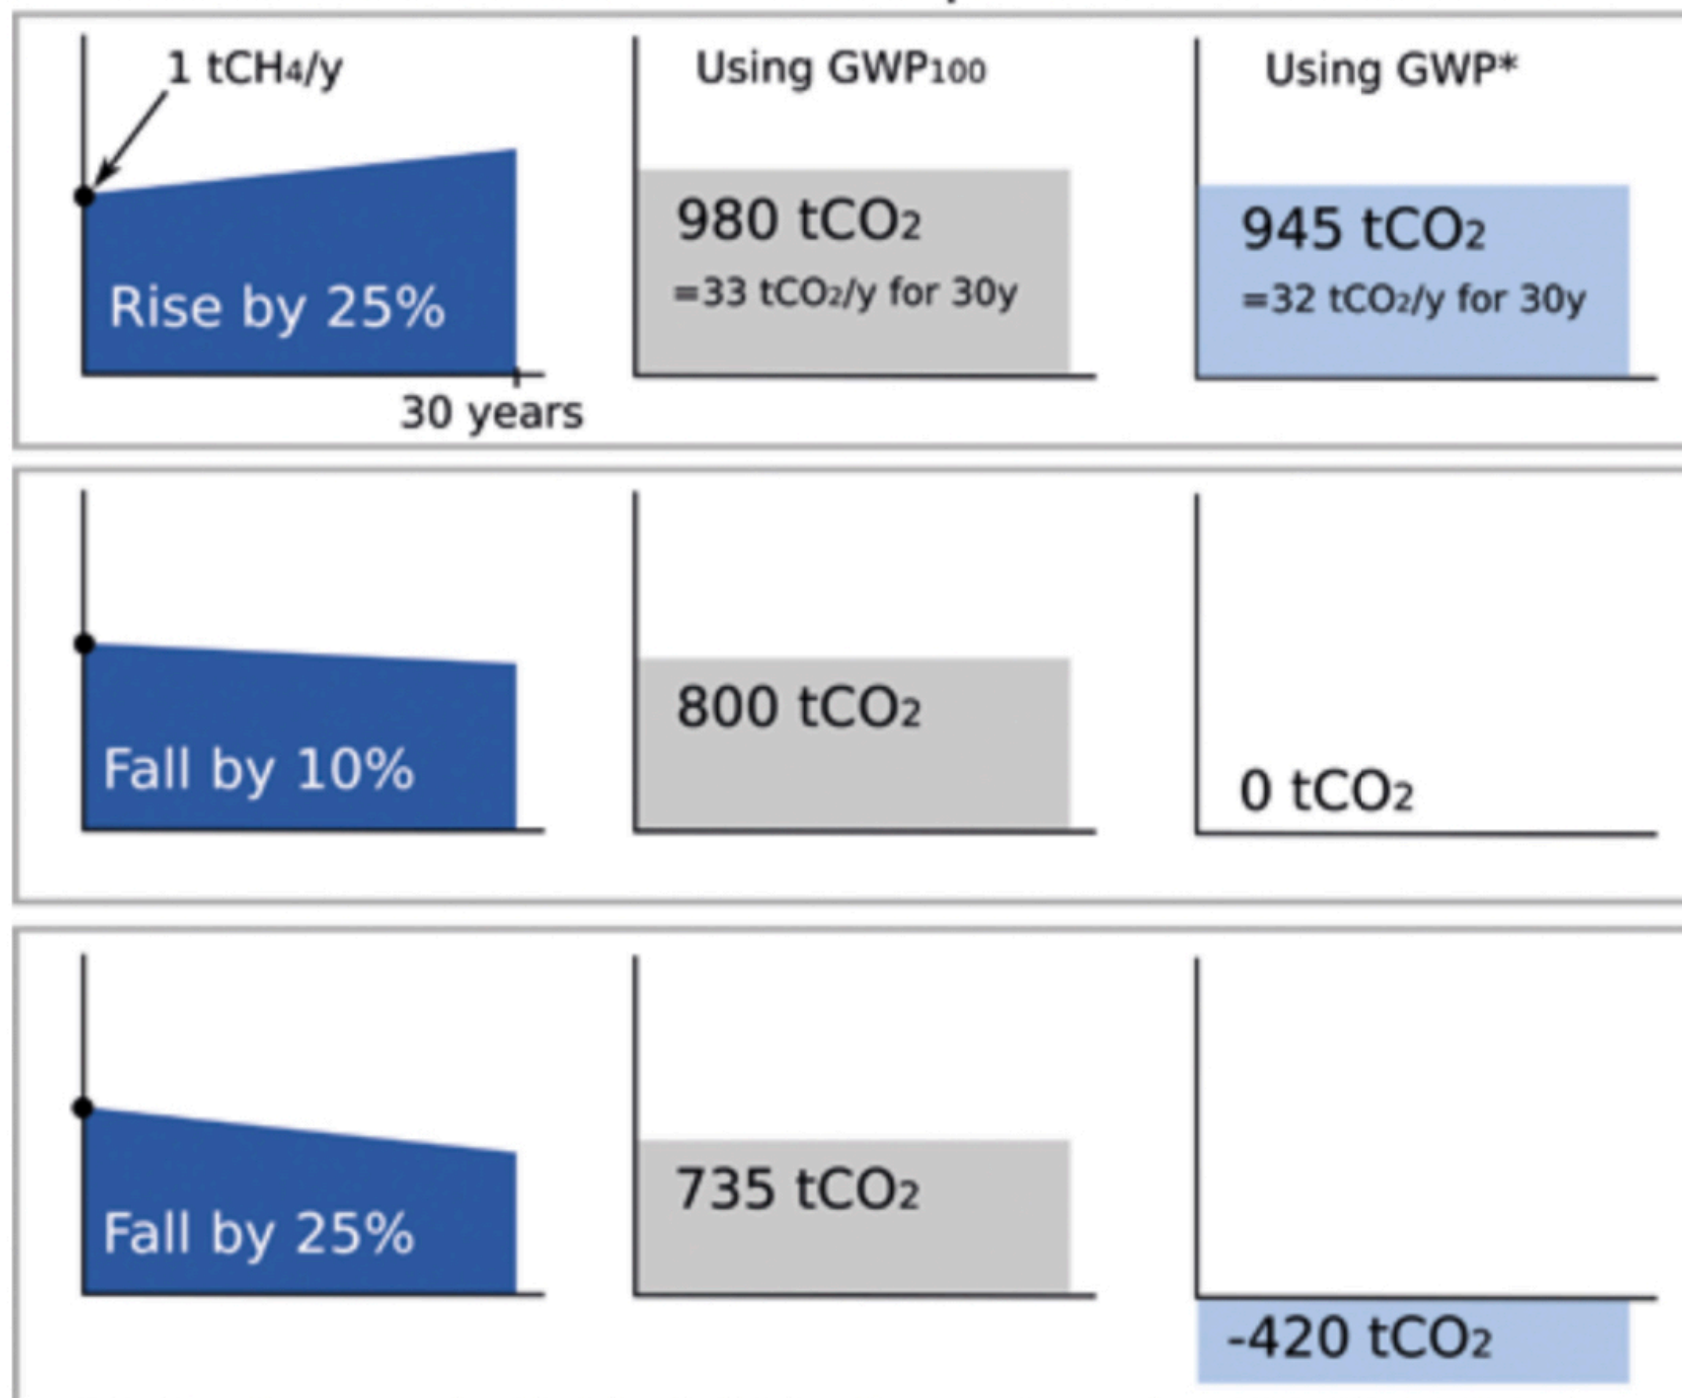 1 tCH₄/y
Using GWP₁₀₀
Using GWP*
980 tCO₂
=33 tCO₂/y for 30y
945 tCO₂
=32 tCO₂/y for 30y
Rise by 25%
30 years
Fall by 10%
800 tCO₂
0 tCO₂
Fall by 25%
735 tCO₂
-420 tCO₂